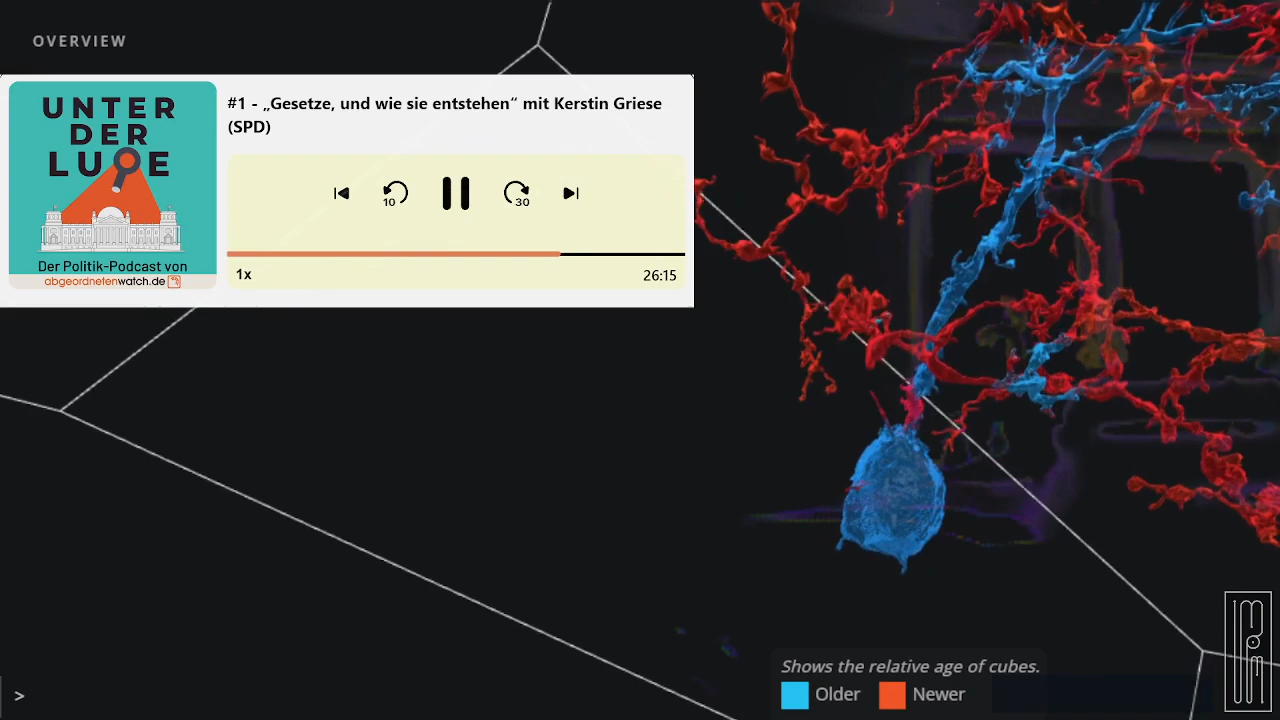 OVERVIEW
UNTER
DER
LUPE
Der Politik-Podcast von
abgeordnetenwatch.de
#1 - „Gesetze, und wie sie entstehen“ mit Kerstin Griese
(SPD)
10
30
1x
26:15
>
Shows the relative age of cubes.
Older
Newer